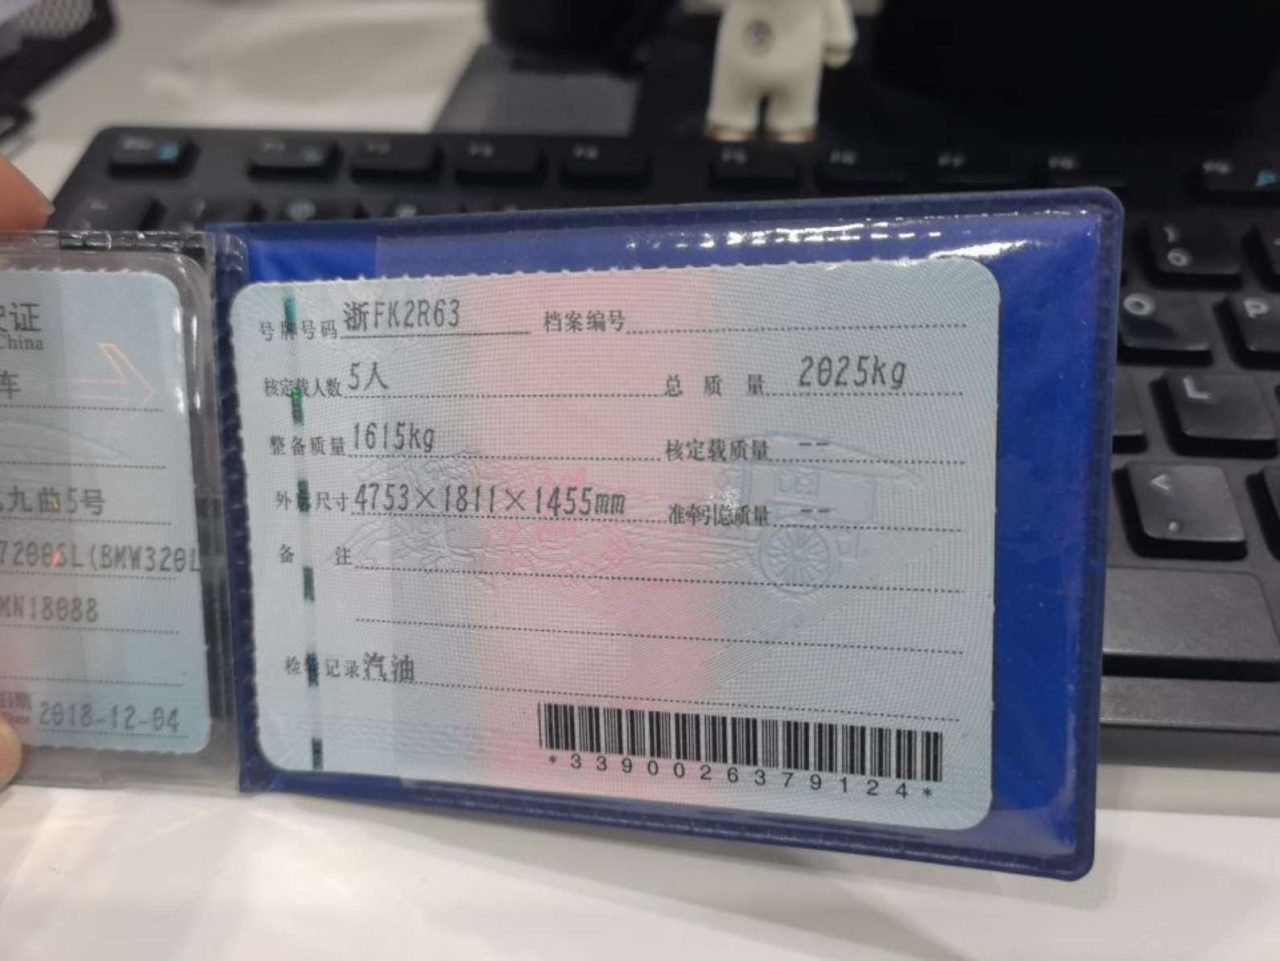 证
China
车
九曲5号
7200SL(BMW320L
MN18088
2018-12-04
号牌号码 浙FK2R63 档案编号
核定载人数 5人 总质量 2025kg
整备质量 1615kg 核定载质量 --
外廓尺寸 4753×1811×1455mm 准牵引总质量 --
备注
检验记录 汽油
*3390026379124*